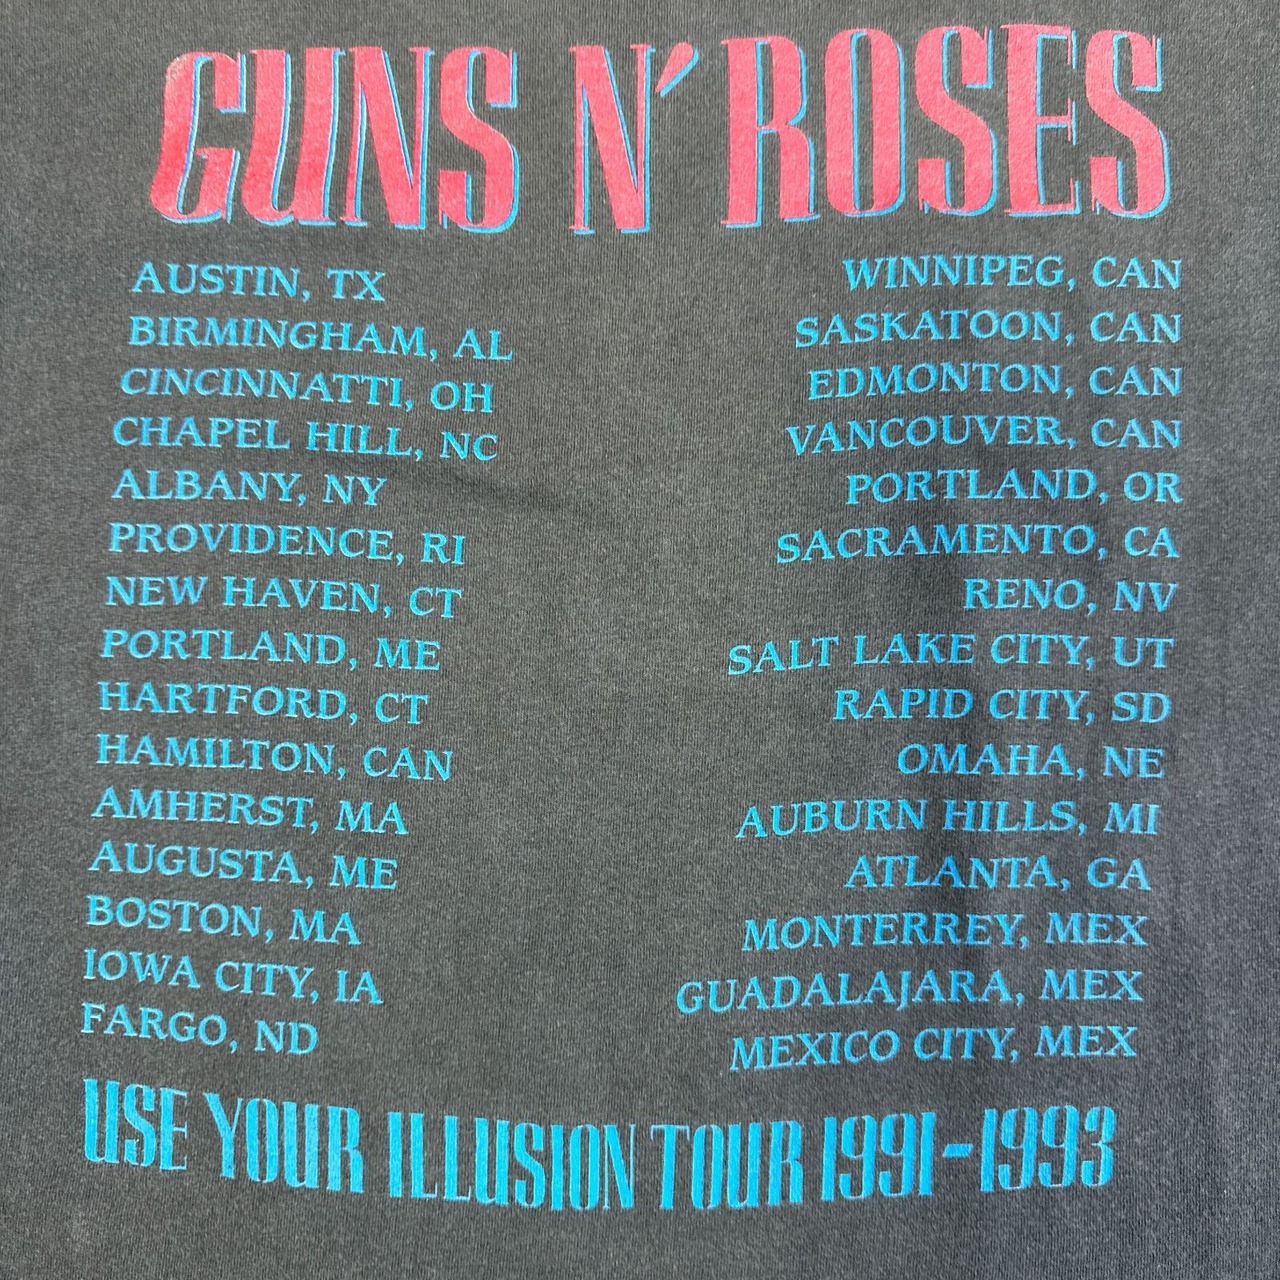 GUNS N' ROSES
AUSTIN, TX
BIRMINGHAM, AL
CINCINNATTI, OH
CHAPEL HILL, NC
ALBANY, NY
PROVIDENCE, RI
NEW HAVEN, CT
PORTLAND, ME
HARTFORD, CT
HAMILTON, CAN
AMHERST, MA
AUGUSTA, ME
BOSTON, MA
IOWA CITY, IA
FARGO, ND
WINNIPEG, CAN
SASKATOON, CAN
EDMONTON, CAN
VANCOUVER, CAN
PORTLAND, OR
SACRAMENTO, CA
RENO, NV
SALT LAKE CITY, UT
RAPID CITY, SD
OMAHA, NE
AUBURN HILLS, MI
ATLANTA, GA
MONTERREY, MEX
GUADALAJARA, MEX
MEXICO CITY, MEX
USE YOUR ILLUSION TOUR 1991-1993